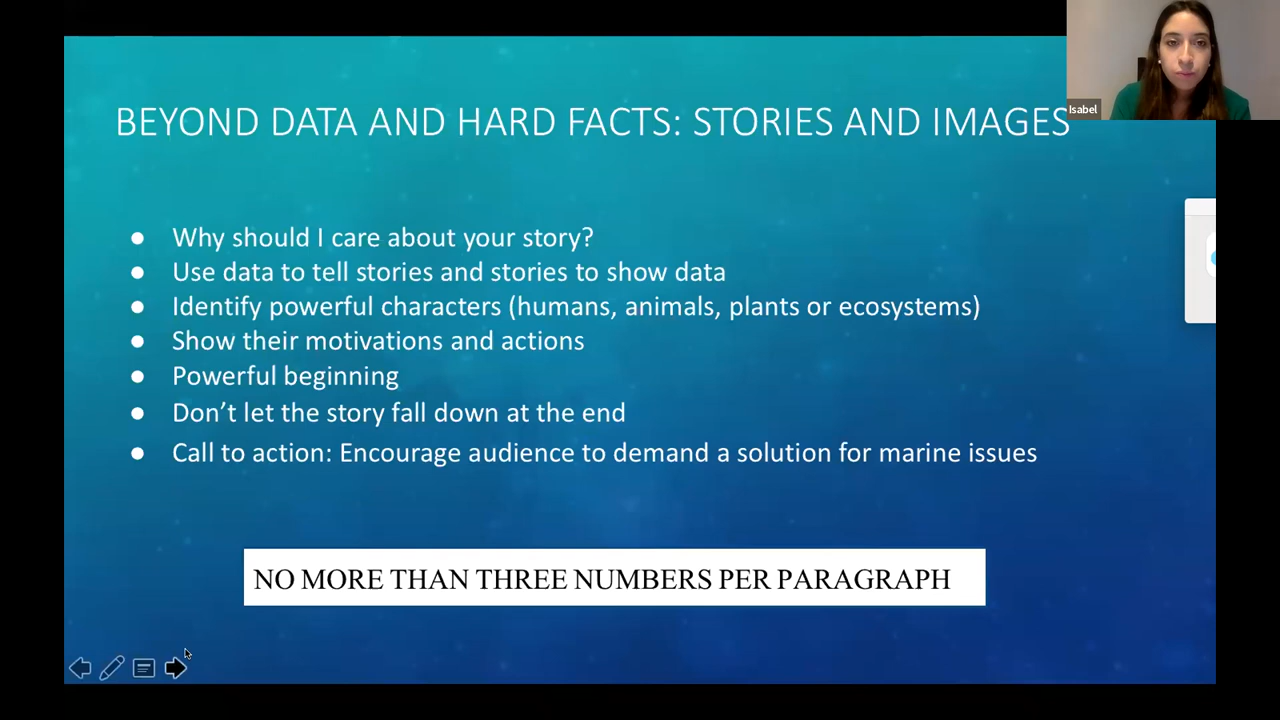 Isabel
BEYOND DATA AND HARD FACTS: STORIES AND IMAGES
● Why should I care about your story?
● Use data to tell stories and stories to show data
● Identify powerful characters (humans, animals, plants or ecosystems)
● Show their motivations and actions
● Powerful beginning
● Don’t let the story fall down at the end
● Call to action: Encourage audience to demand a solution for marine issues
NO MORE THAN THREE NUMBERS PER PARAGRAPH